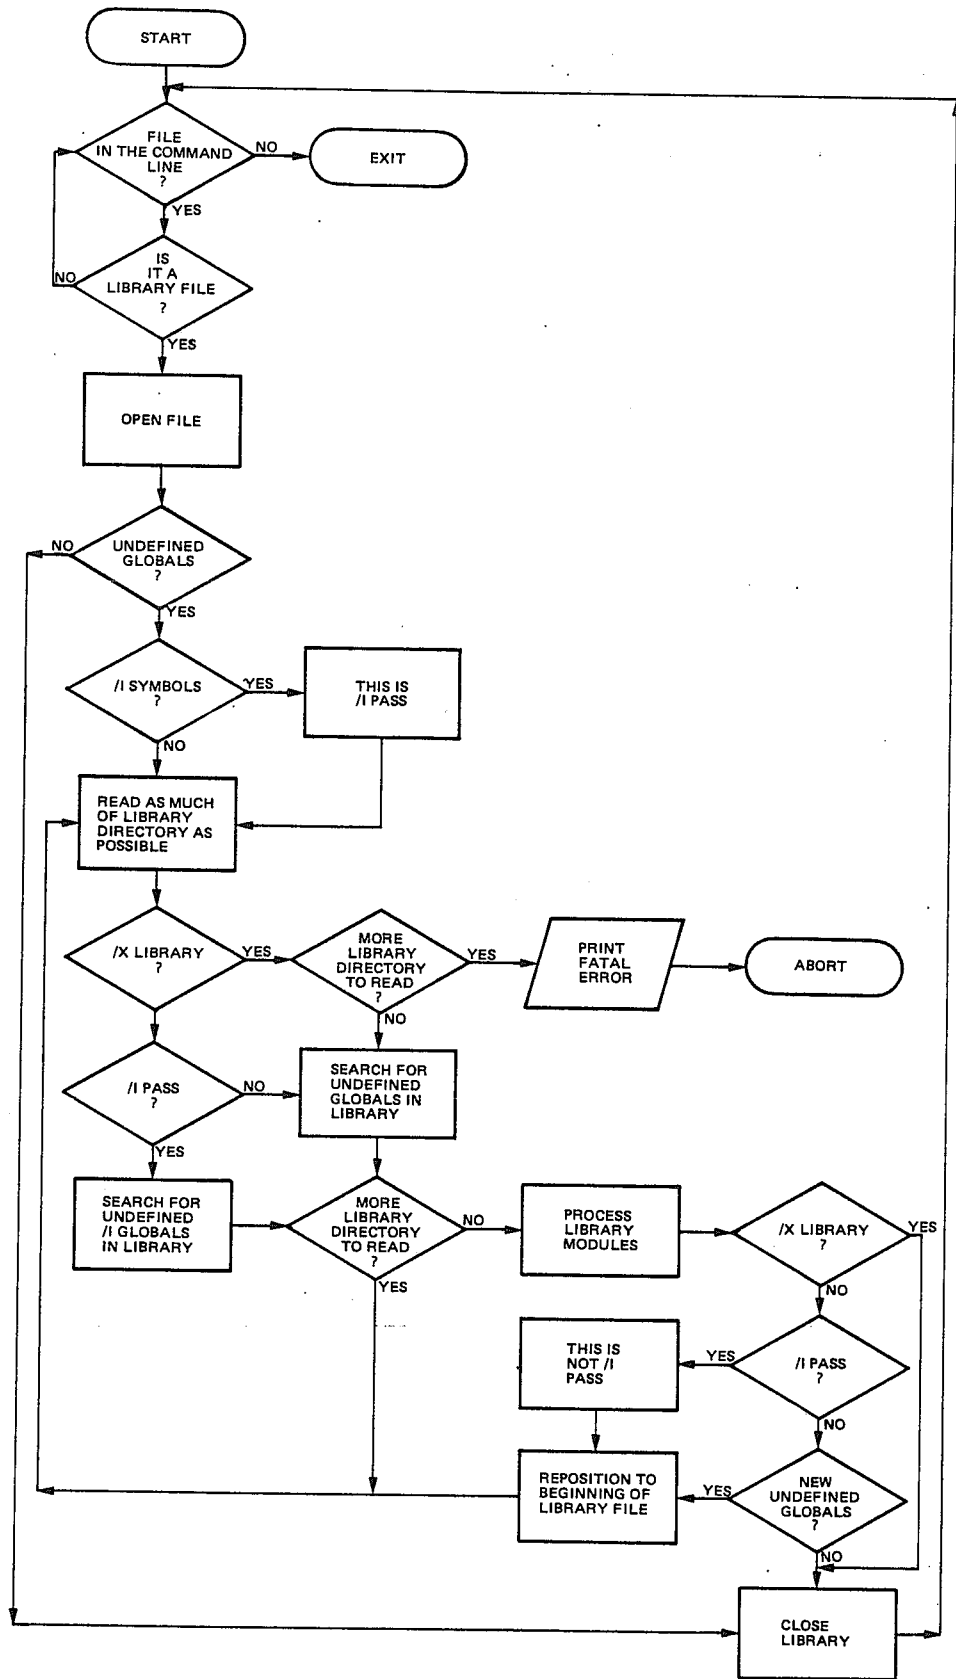 START
FILE
IN THE COMMAND
LINE
?
NO
EXIT
YES
IS
IT A
LIBRARY FILE
?
NO
YES
OPEN FILE
NO
UNDEFINED
GLOBALS
?
YES
/I SYMBOLS
?
YES
THIS IS
/I PASS
NO
READ AS MUCH
OF LIBRARY
DIRECTORY AS
POSSIBLE
/X LIBRARY
?
YES
MORE
LIBRARY
DIRECTORY
TO READ
?
YES
PRINT
FATAL
ERROR
ABORT
NO
/I PASS
?
NO
SEARCH FOR
UNDEFINED
GLOBALS IN
LIBRARY
YES
SEARCH FOR
UNDEFINED
/I GLOBALS
IN LIBRARY
MORE
LIBRARY
DIRECTORY
TO READ
?
NO
PROCESS
LIBRARY
MODULES
/X LIBRARY
?
YES
YES
NO
THIS IS
NOT /I
PASS
YES
/I PASS
?
NO
REPOSITION TO
BEGINNING OF
LIBRARY FILE
YES
NEW
UNDEFINED
GLOBALS
?
NO
CLOSE
LIBRARY